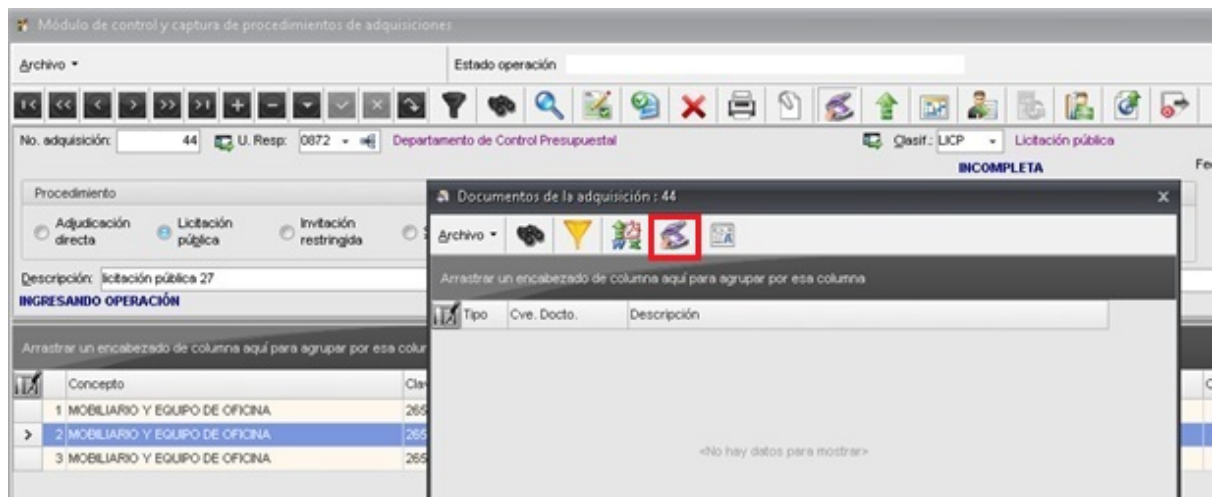 Módulo de control y captura de procedimientos de adquisiciones
Archivo
Estado operación
No. adquisición: 44 U. Resp: 0872 Departamento de Control Presupuestal Clasif.: LICP Licitación pública
INCOMPLETA
Procedimiento
Adjudicación directa
Licitación pública
Invitación restringida
Descripción: licitación pública 27
INGRESANDO OPERACIÓN
Arrastrar un encabezado de columna aquí para agrupar por esa colum
Concepto
1 MOBILIARIO Y EQUIPO DE OFICINA 265
2 MOBILIARIO Y EQUIPO DE OFICINA 265
3 MOBILIARIO Y EQUIPO DE OFICINA 265
Documentos de la adquisición : 44
Archivo
Arrastrar un encabezado de columna aquí para agrupar por esa columna
Tipo Cve. Docto. Descripción
<No hay datos para mostrar>